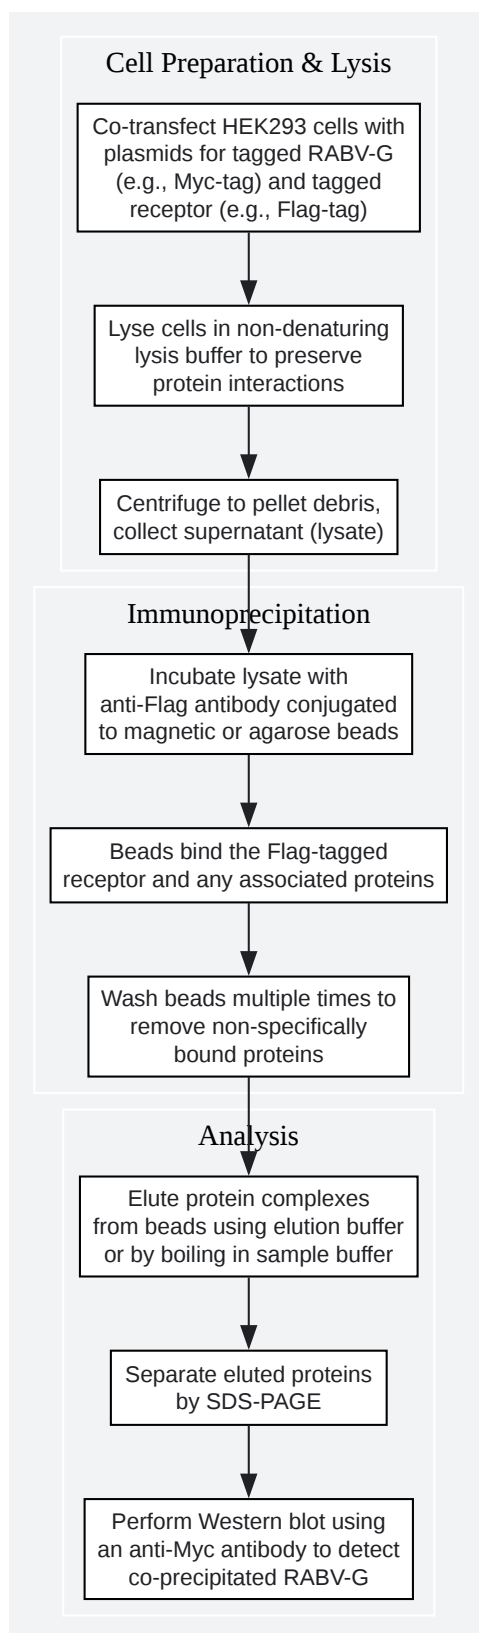 Cell Preparation & Lysis
Co-transfect HEK293 cells with
plasmids for tagged RABV-G
(e.g., Myc-tag) and tagged
receptor (e.g., Flag-tag)
Lyse cells in non-denaturing
lysis buffer to preserve
protein interactions
Centrifuge to pellet debris,
collect supernatant (lysate)
Immunoprecipitation
Incubate lysate with
anti-Flag antibody conjugated
to magnetic or agarose beads
Beads bind the Flag-tagged
receptor and any associated proteins
Wash beads multiple times to
remove non-specifically
bound proteins
Analysis
Elute protein complexes
from beads using elution buffer
or by boiling in sample buffer
Separate eluted proteins
by SDS-PAGE
Perform Western blot using
an anti-Myc antibody to detect
co-precipitated RABV-G